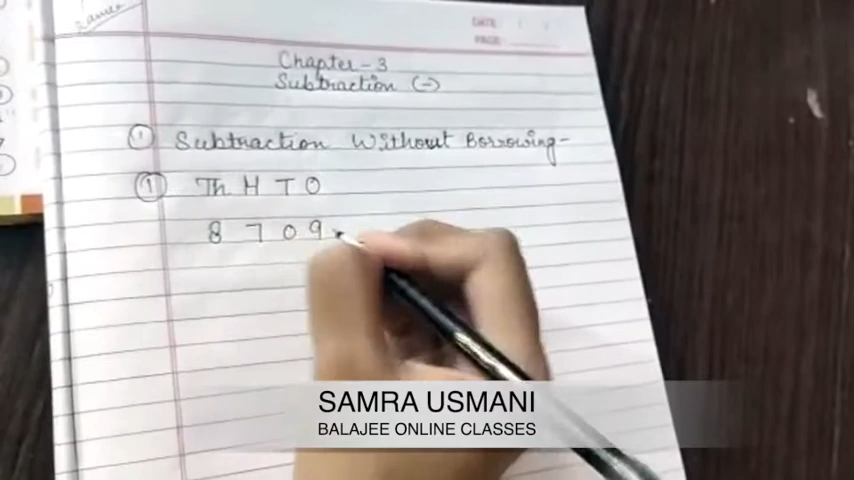 DATE:
PAGE:
Chapter-3
Subtraction (-)
① Subtraction Without Borrowing-
① Th H T O
8 7 0 9
SAMRA USMANI
BALAJEE ONLINE CLASSES